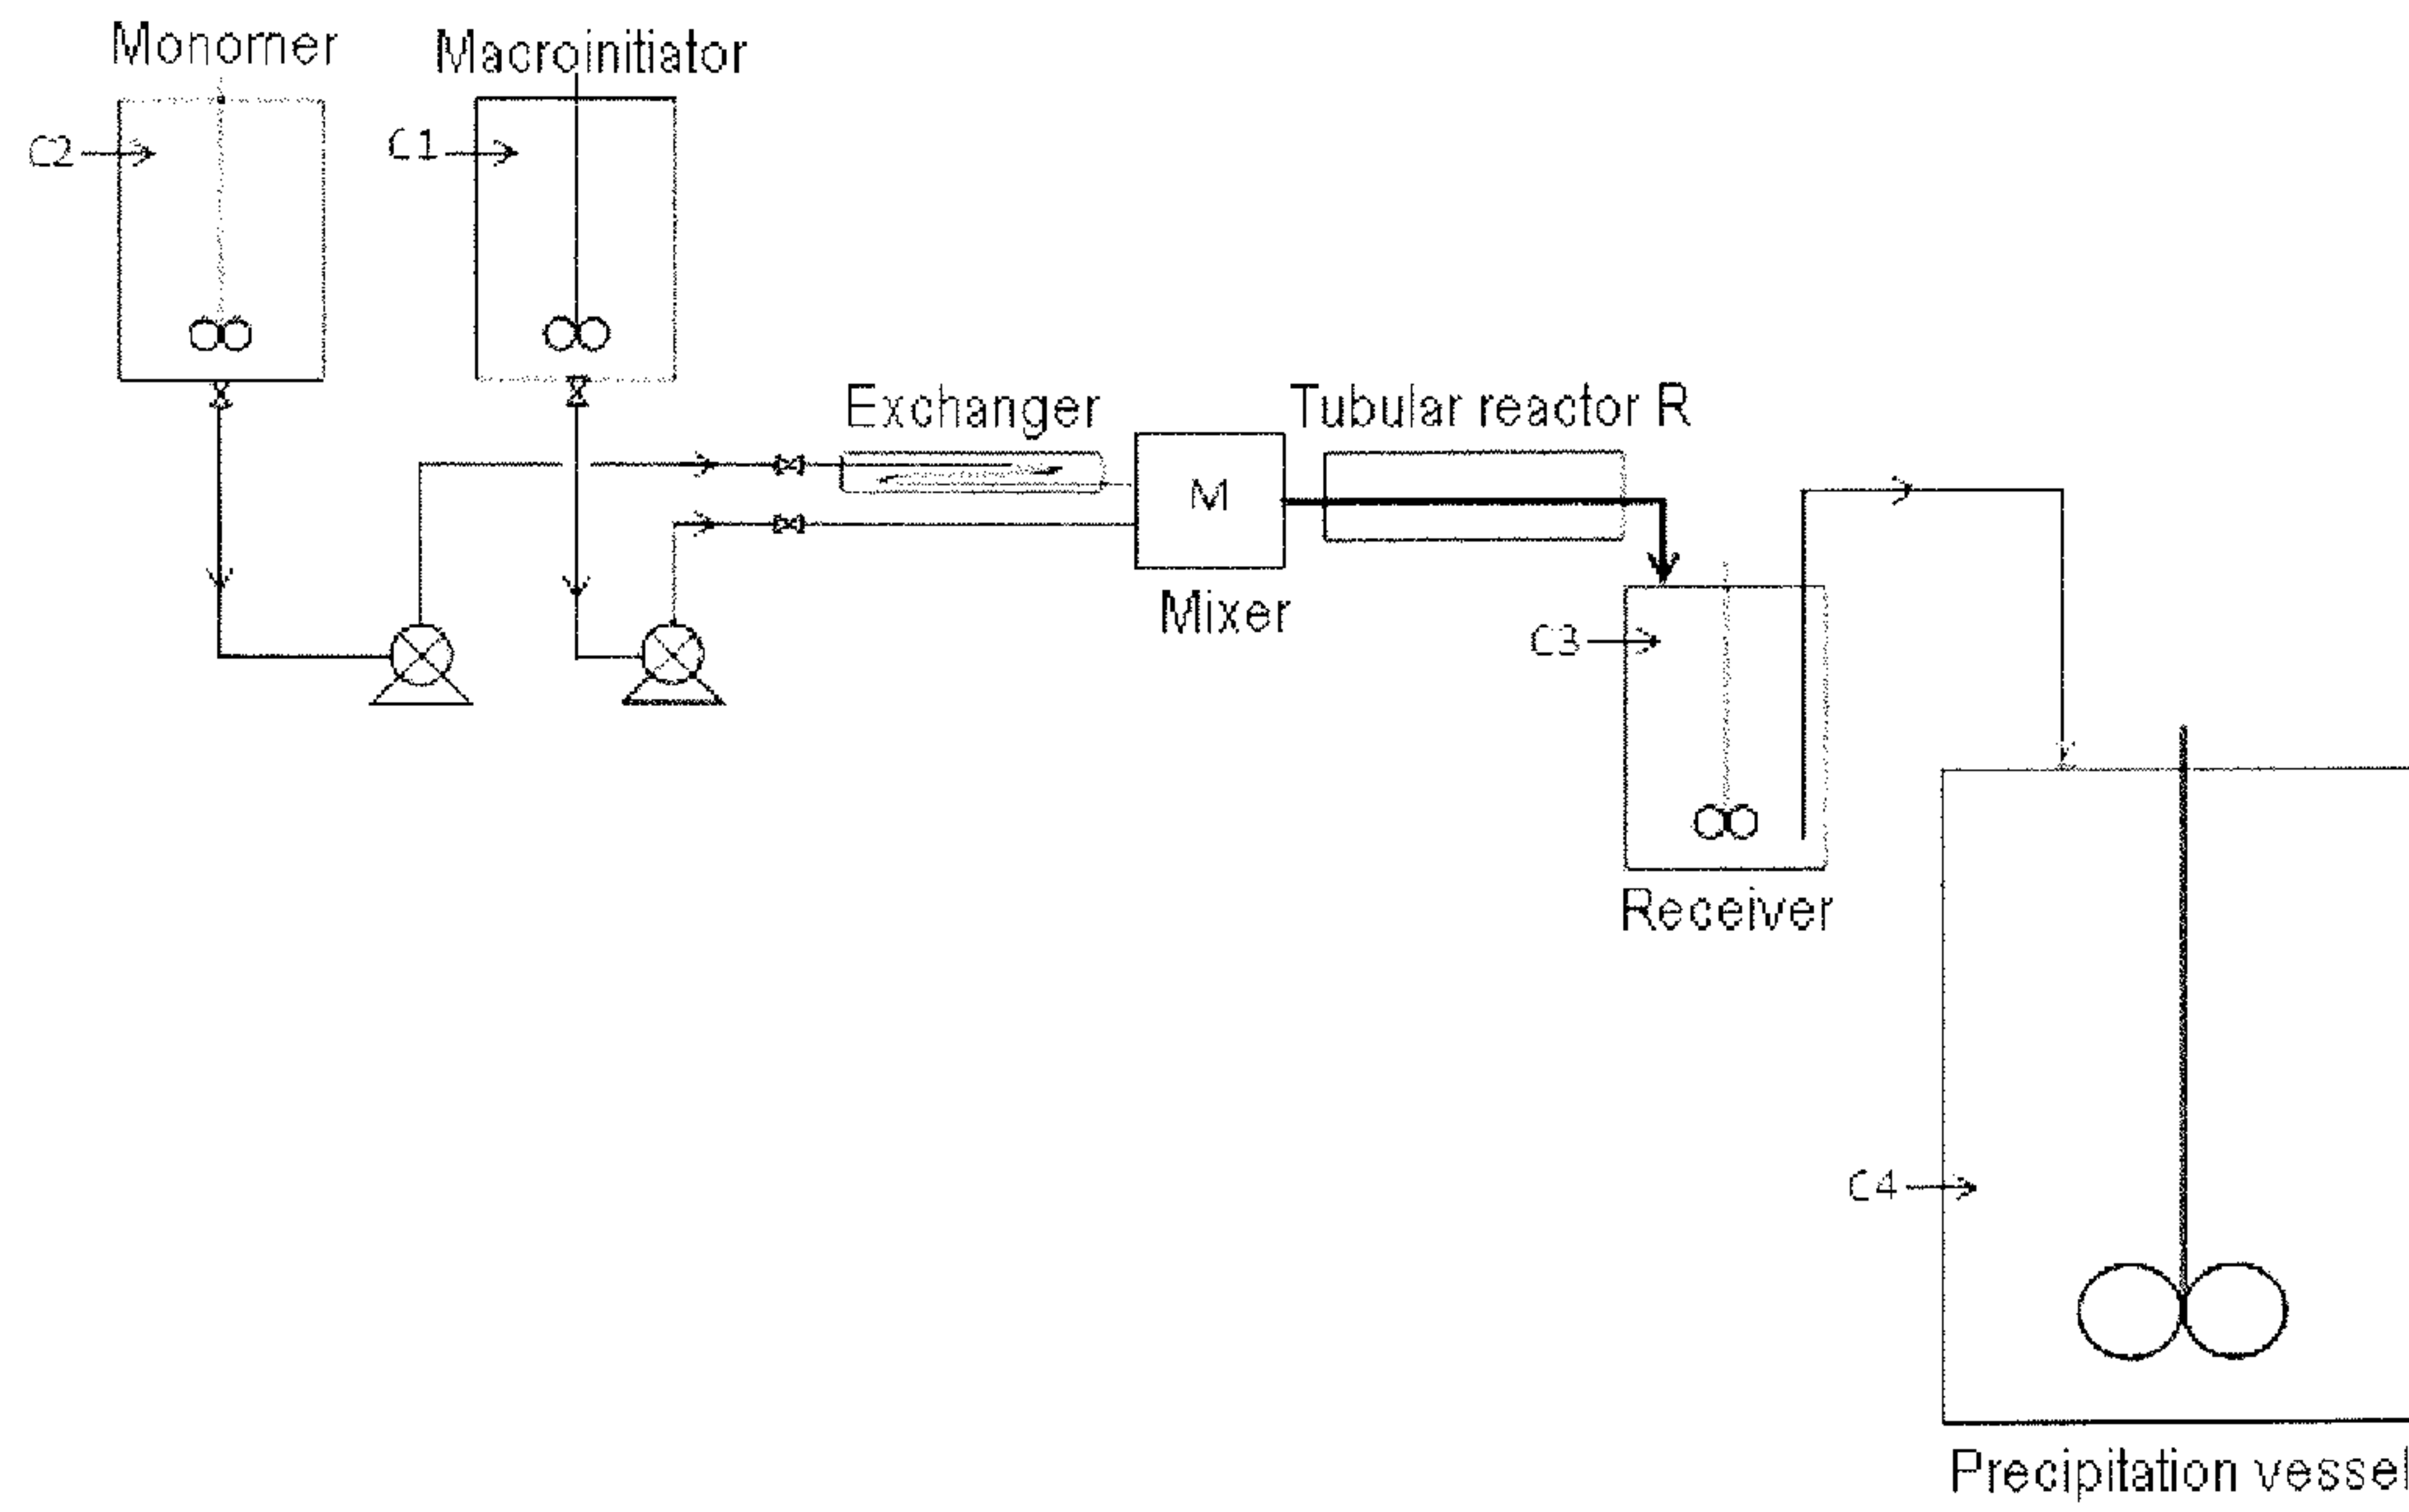 Monomer
Macroinitiator
C2
C1
Exchanger
Tubular reactor R
M
Mixer
C3
Receiver
C4
Precipitation vessel